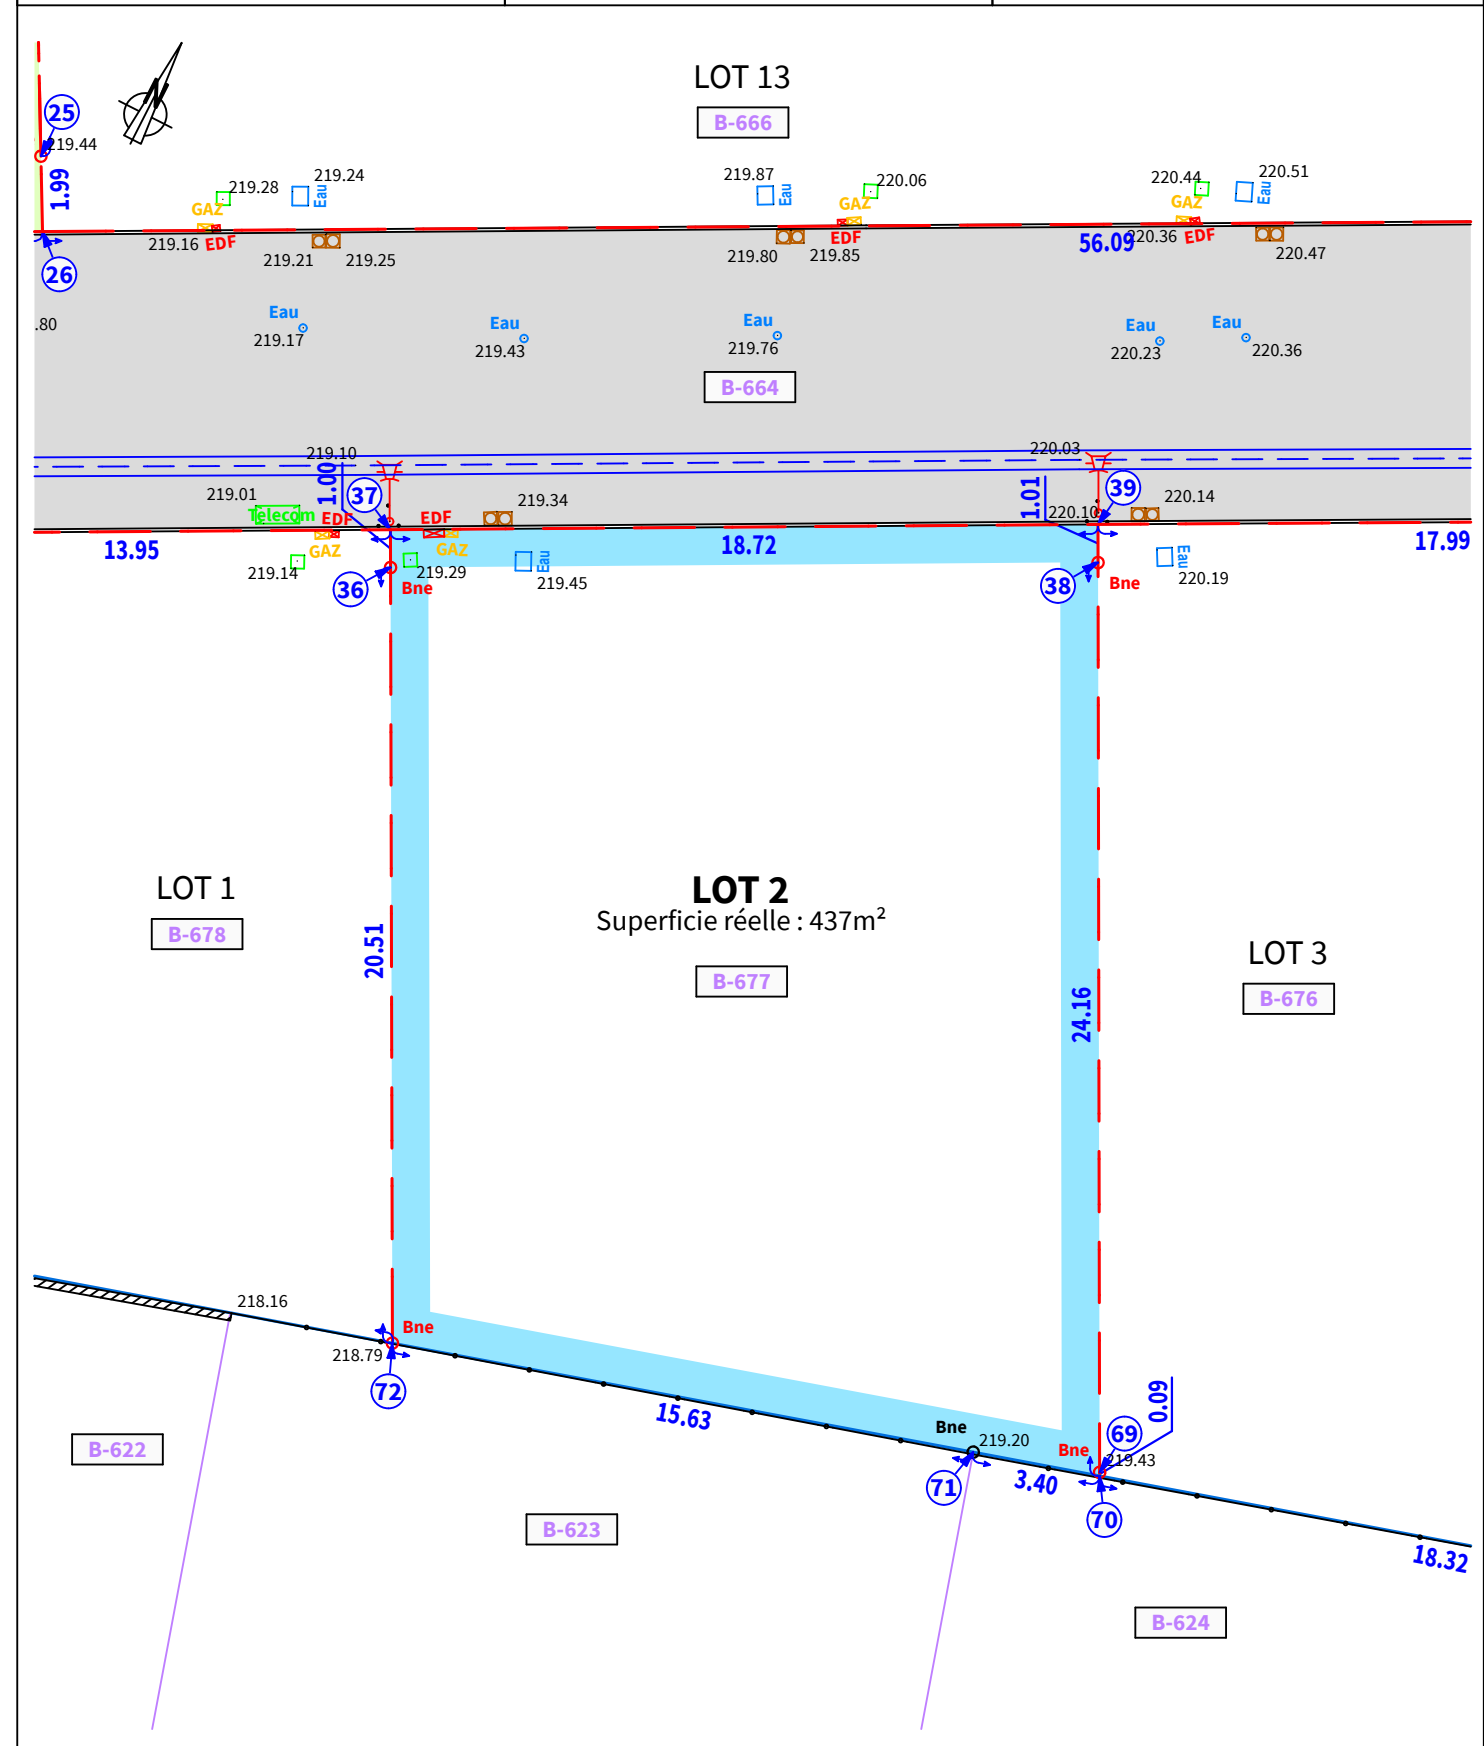 LOT 13
B-666
N
25
219.44
1.99
219.28
219.24
Eau
GAZ
219.16
EDF
219.21
219.25
219.87
Eau
220.06
GAZ
EDF
219.80
219.85
220.44
220.51
Eau
GAZ
56.09
220.36
EDF
220.47
26
.80
Eau
219.17
Eau
219.43
Eau
219.76
Eau
220.23
Eau
220.36
B-664
219.10
1.00
37
219.01
Telecom
EDF
EDF
219.34
220.03
1.01
39
220.10
220.14
13.95
GAZ
GAZ
18.72
17.99
219.14
36
Bne
219.29
Eau
219.45
38
Bne
Eau
220.19
LOT 1
B-678
20.51
LOT 2
Superficie réelle : 437m²
B-677
24.16
LOT 3
B-676
218.16
Bne
218.79
72
15.63
Bne
219.20
Bne
69
0.09
219.43
71
3.40
70
18.32
B-622
B-623
B-624